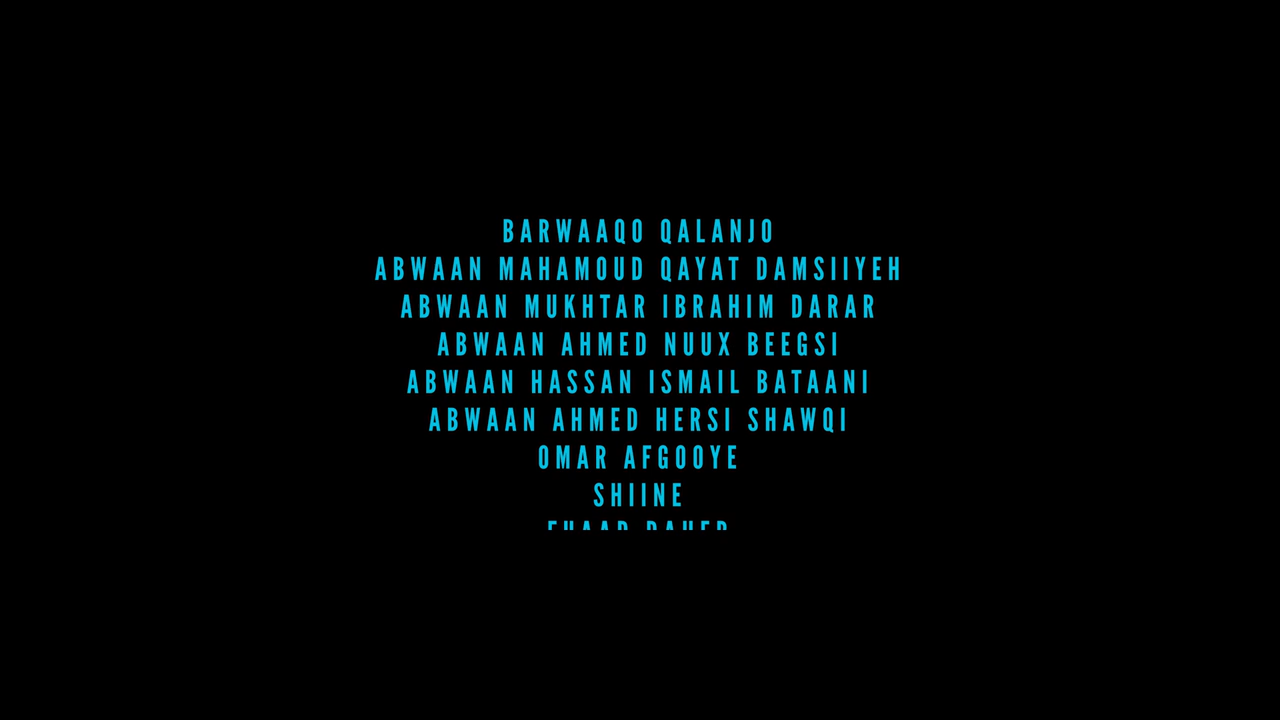 BARWAAQO QALANJO
ABWAAN MAHAMOUD QAYAT DAMSIIYEH
ABWAAN MUKHTAR IBRAHIM DARAR
ABWAAN AHMED NUUX BEEGSI
ABWAAN HASSAN ISMAIL BATAANI
ABWAAN AHMED HERSI SHAWQI
OMAR AFGOOYE
SHIINE